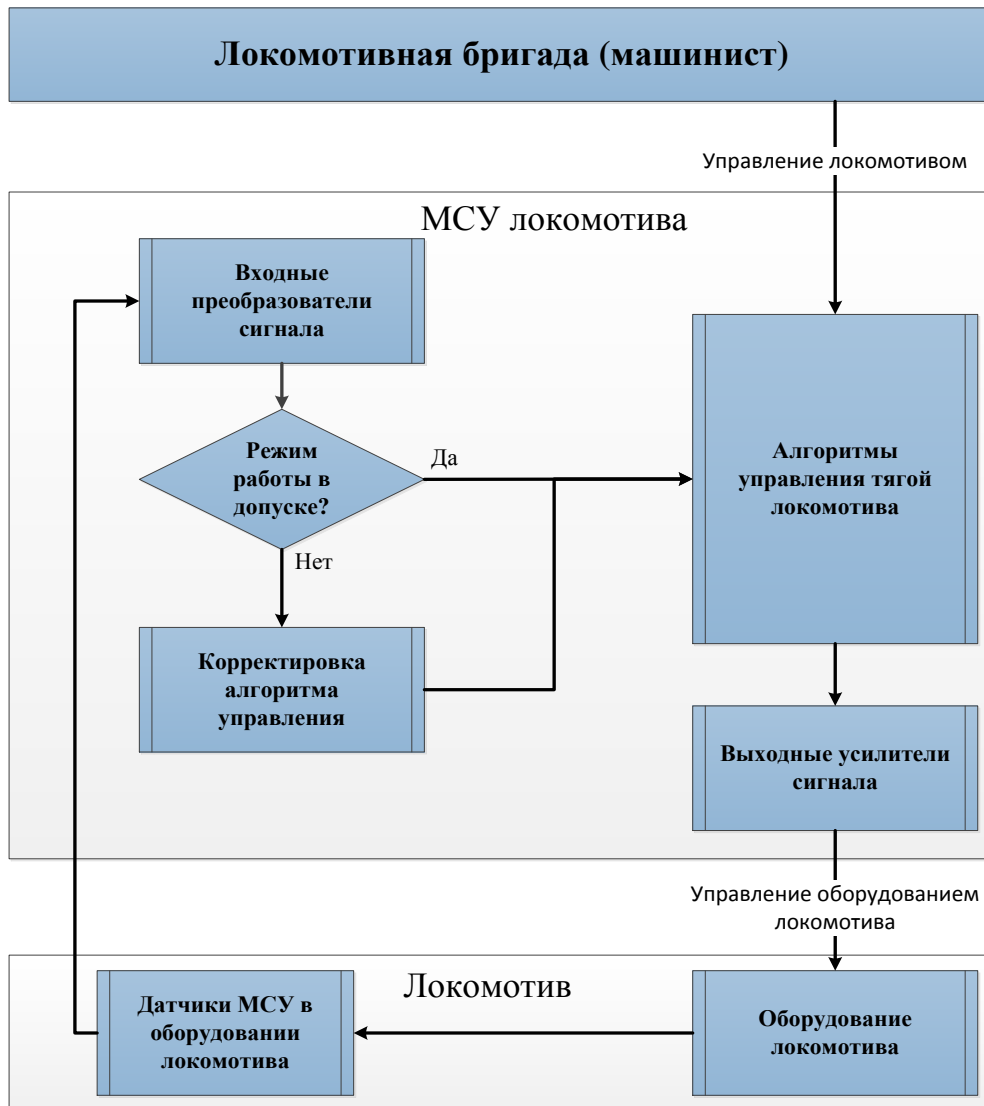 Локомотивная бригада (машинист)
Управление локомотивом
МСУ локомотива
Входные
преобразователи
сигнала
Режим
работы в
допуске?
Да
Нет
Алгоритмы
управления тягой
локомотива
Корректировка
алгоритма
управления
Выходные усилители
сигнала
Управление оборудованием
локомотива
Локомотив
Датчики МСУ в
оборудовании
локомотива
Оборудование
локомотива